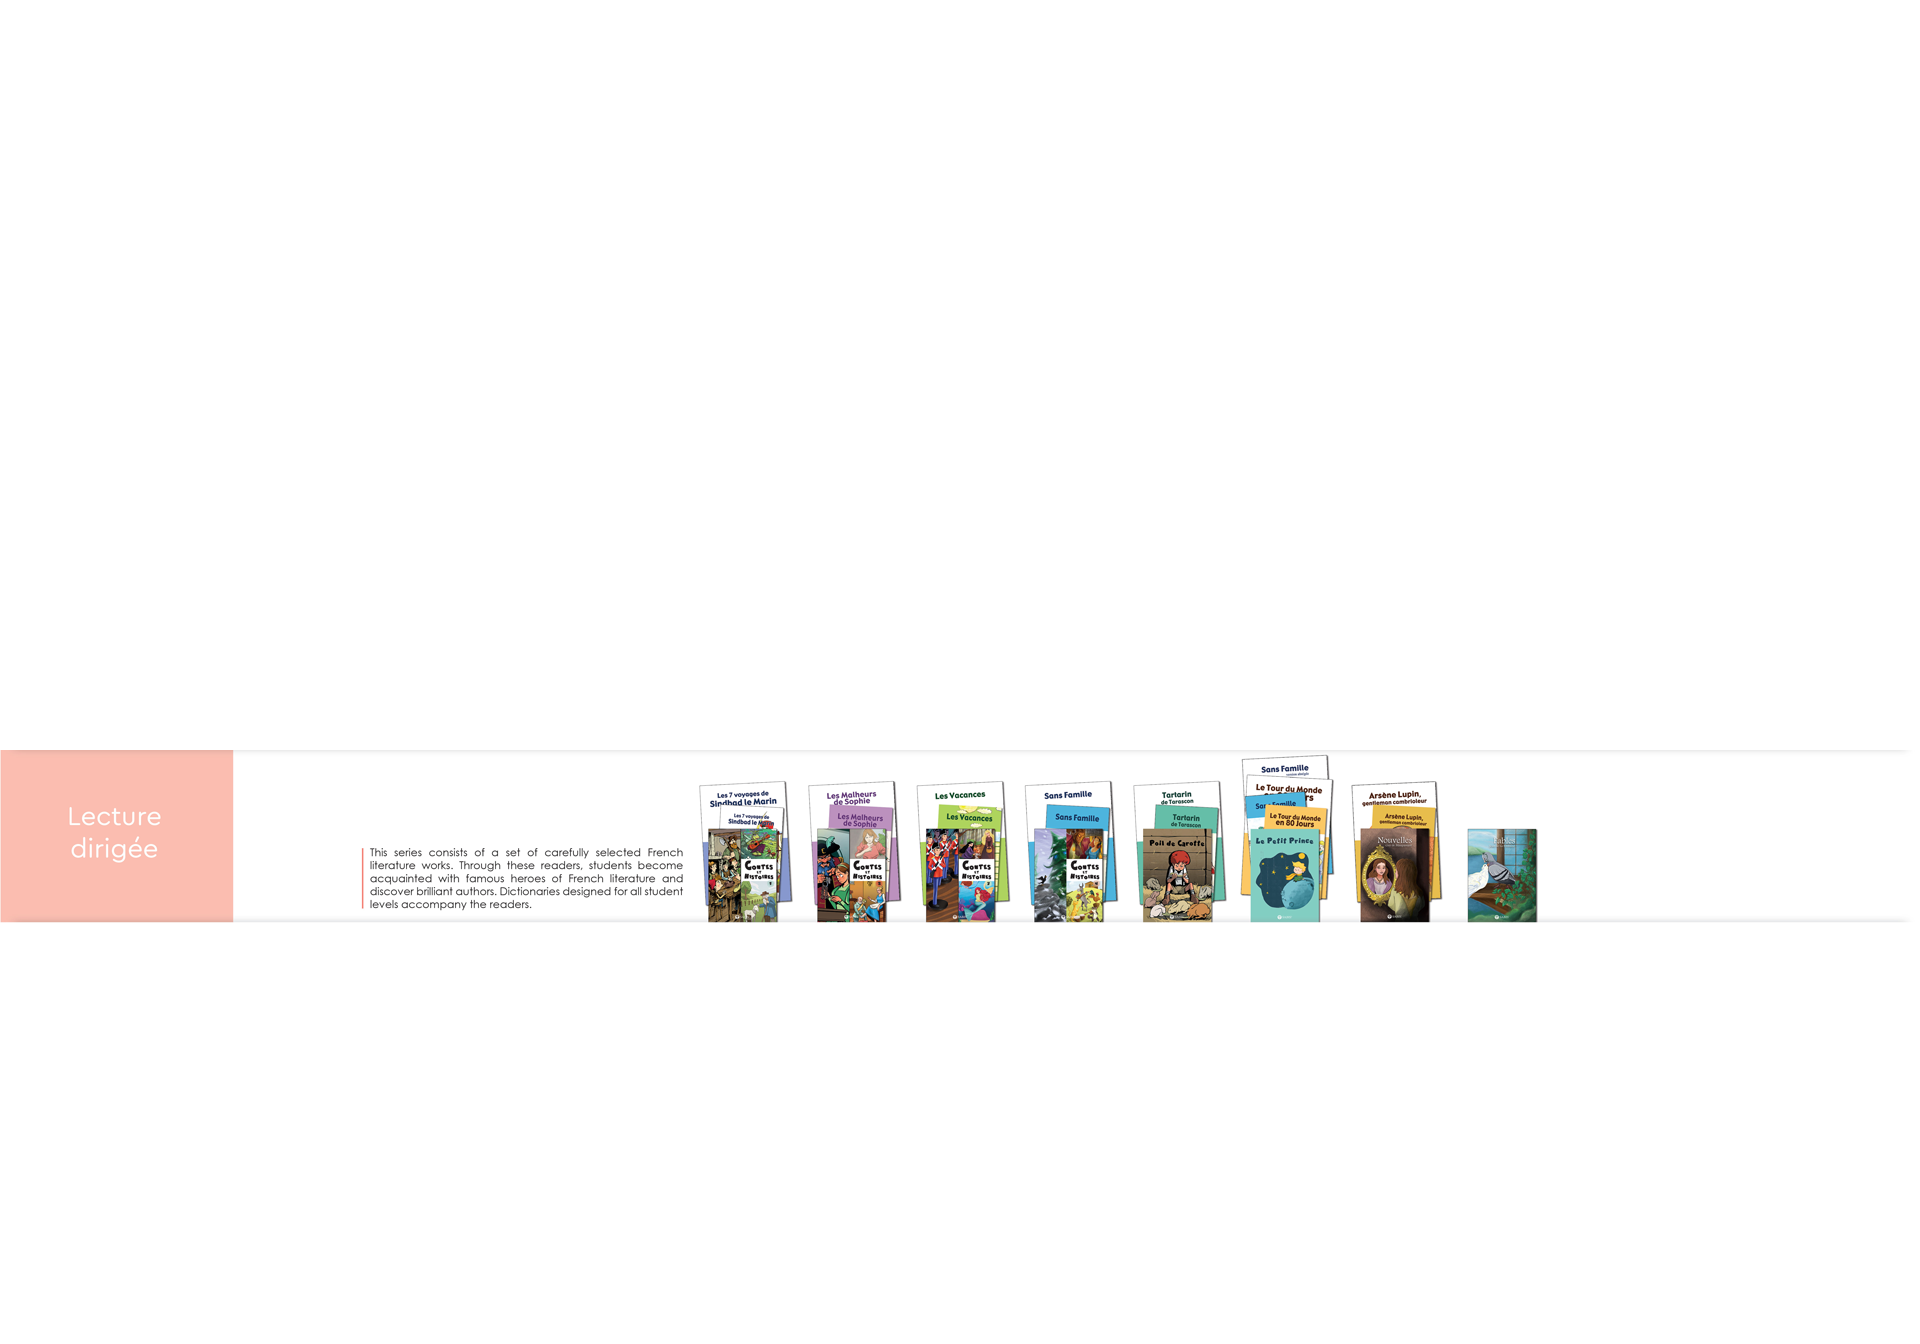 Lecture
dirigée
This series consists of a set of carefully selected French
literature works. Through these readers, students become
acquainted with famous heroes of French literature and
discover brilliant authors. Dictionaries designed for all student
levels accompany the readers.
Les 7 voyages de
Sindbad le Marin
Les 7 voyages de
Sindbad le
CONTES
ET
HISTOIRES
Les Malheurs
de Sophie
Les Malheurs
de Sophie
CONTES
ET
HISTOIRES
Les Vacances
Les Vacances
CONTES
ET
HISTOIRES
Sans Famille
Sans Famille
CONTES
ET
HISTOIRES
Tartarin
de Tarascon
Tartarin
de Tarascon
Poil de Carotte
Sans Famille
Le Tour du Monde
Le Tour du Monde
en 80 Jours
Le Petit Prince
Arsène Lupin,
gentleman cambrioleur
Arsène Lupin,
gentleman cambrioleur
Nouvelles